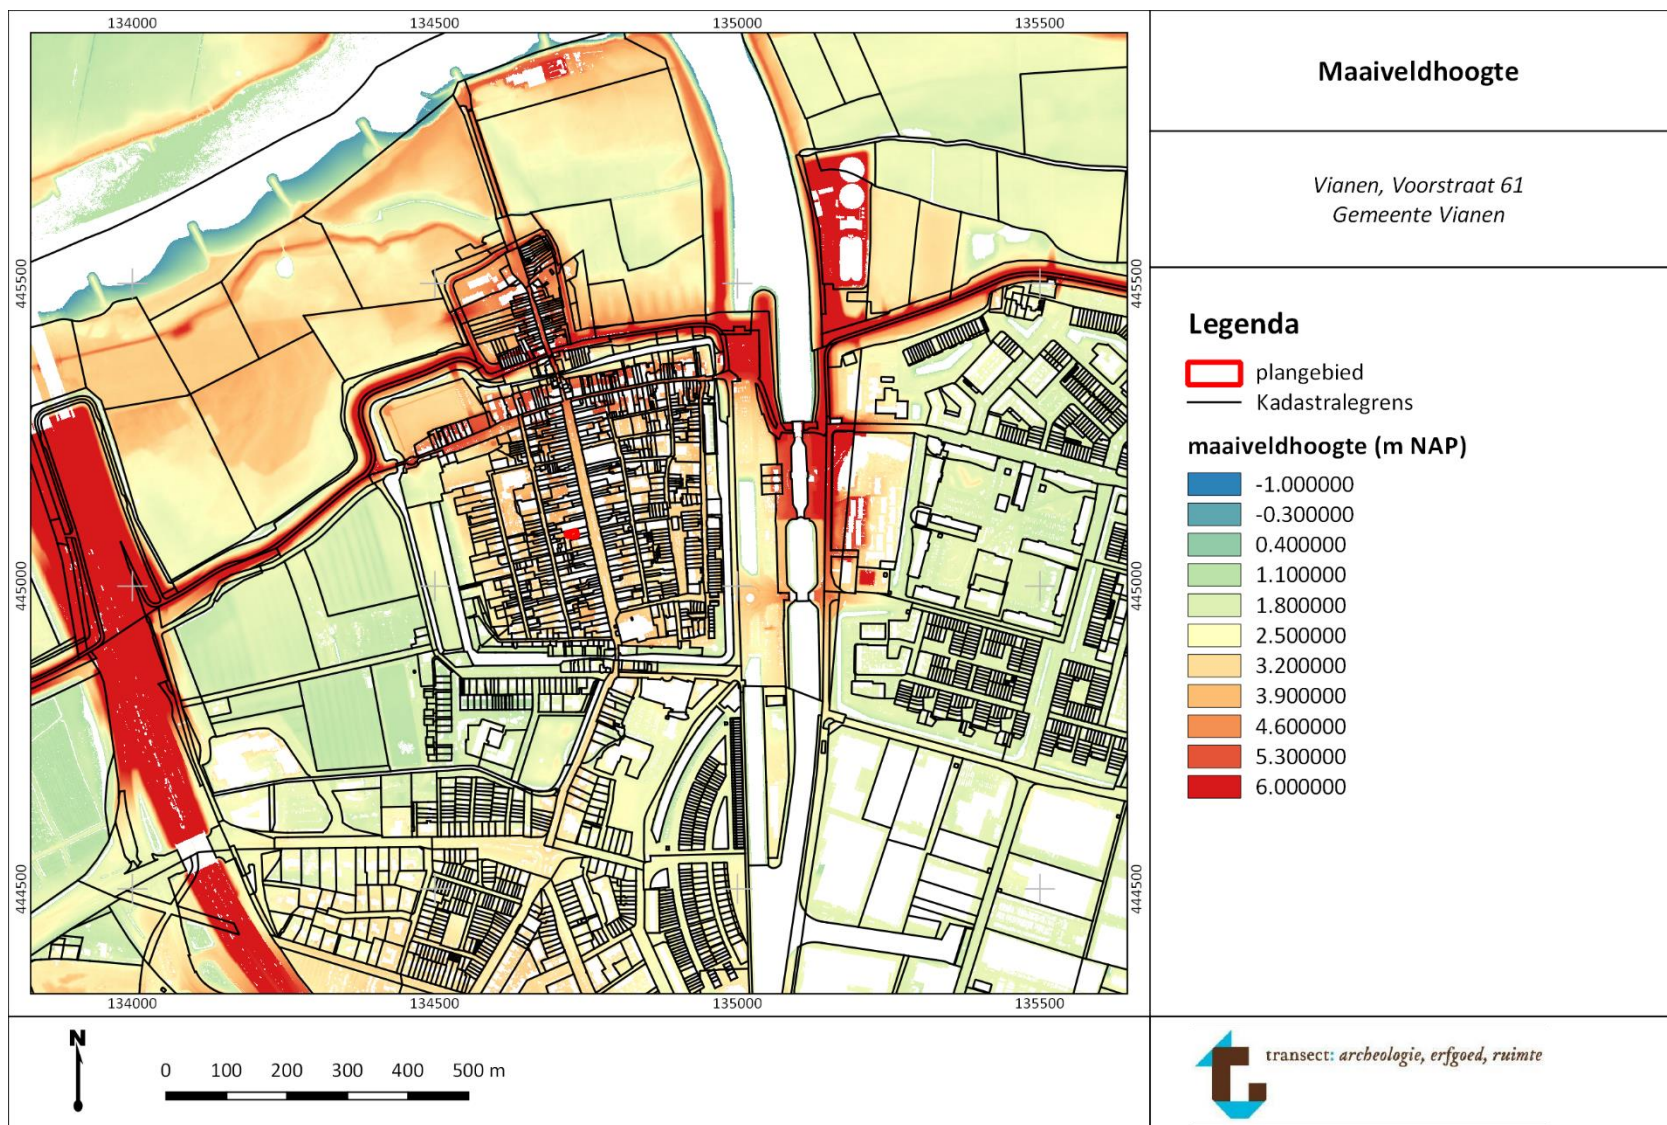 134000
134500
135000
135500
445500
445000
444500
445500
445000
444500
134000
134500
135000
135500
Maaiveldhoogte
Vianen, Voorstraat 61
Gemeente Vianen
Legenda
plangebied
Kadastralegrens
maaiveldhoogte (m NAP)
-1.000000
-0.300000
0.400000
1.100000
1.800000
2.500000
3.200000
3.900000
4.600000
5.300000
6.000000
N
0 100 200 300 400 500 m
transect: archeologie, erfgoed, ruimte